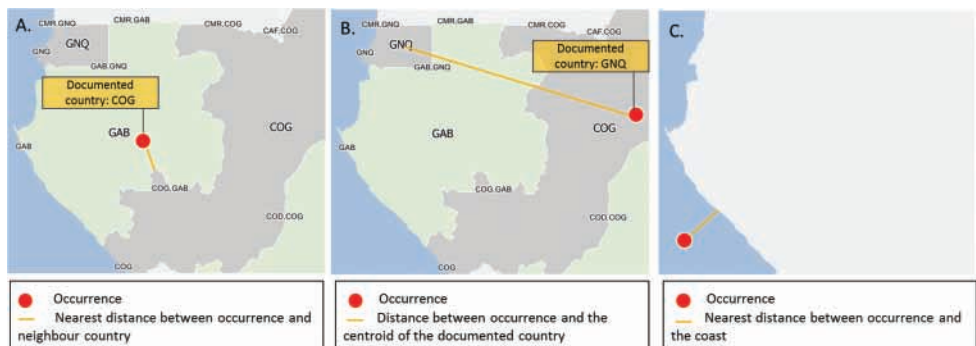 A.
CMR.GNQ
CMR.GAB
CMR.COG
CAF.COG
GNQ
GNQ
GAB.GNQ
Documented
country: COG
GAB
COG
GAB
COG.GAB
COD.COG
COG
Occurrence
Nearest distance between occurrence and
neighbour country
B.
CMR.GNQ
CMR.GAB
CMR.COG
CAF.COG
GNQ
GNQ
GAB.GNQ
Documented
country: GNQ
COG
GAB
GAB
COG.GAB
COD.COG
COG
Occurrence
Distance between occurrence and the
centroid of the documented country
C.
Occurrence
Nearest distance between occurrence and
the coast